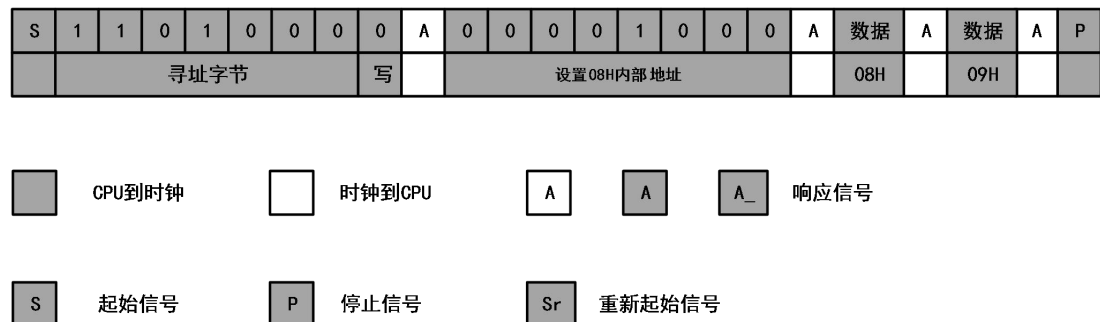 S 1 1 0 1 0 0 0 0 A 0 0 0 0 1 0 0 0 A 数据 A 数据 A P
寻址字节 写 设置08H内部地址 08H 09H
CPU到时钟 时钟到CPU A A A_ 响应信号
S 起始信号 P 停止信号 Sr 重新起始信号